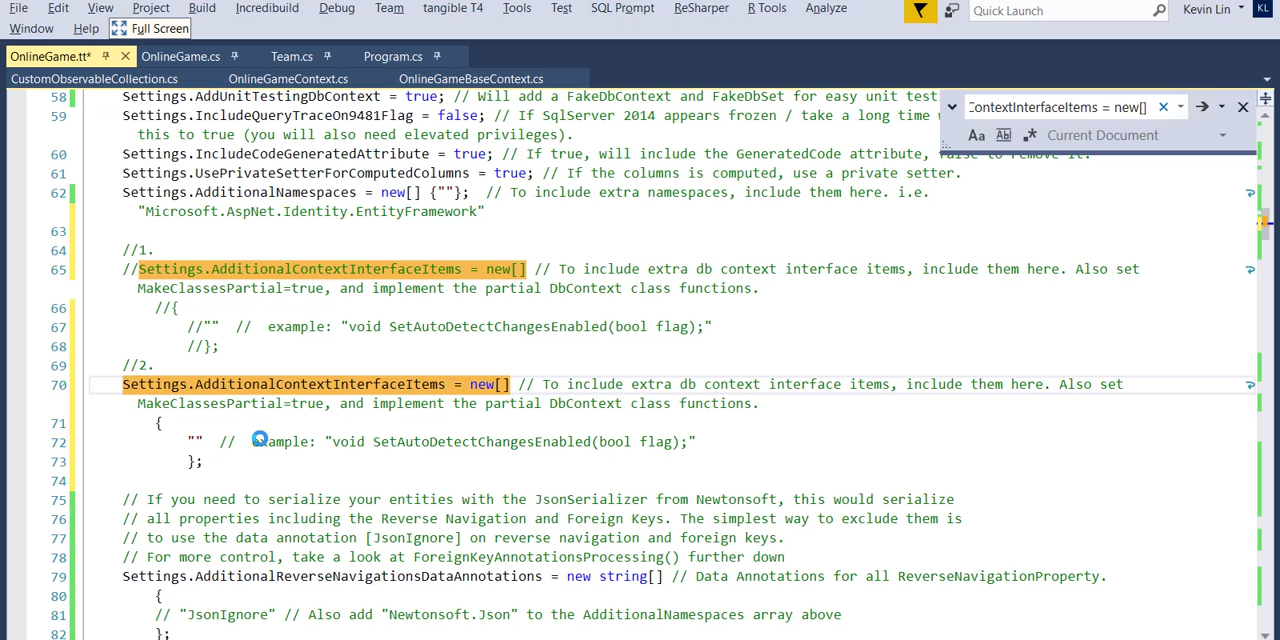 File Edit View Project Build Incredibuild Debug Team tangible T4 Tools Test SQL Prompt ReSharper R Tools Analyze Quick Launch Kevin Lin KL
Window Help Full Screen
OnlineGame.tt* OnlineGame.cs Team.cs Program.cs
CustomObservableCollection.cs OnlineGameContext.cs OnlineGameBaseContext.cs
ContextInterfaceItems = new[]
Aa Abl .* Current Document
58 Settings.AddUnitTestingDbContext = true; // Will add a FakeDbContext and FakeDbSet for easy unit test
59 Settings.IncludeQueryTraceOn9481Flag = false; // If SqlServer 2014 appears frozen / take a long time
this to true (you will also need elevated privileges).
60 Settings.IncludeCodeGeneratedAttribute = true; // If true, will include the GeneratedCode attribute, false to remove it.
61 Settings.UsePrivateSetterForComputedColumns = true; // If the columns is computed, use a private setter.
62 Settings.AdditionalNamespaces = new[] {""}; // To include extra namespaces, include them here. i.e.
"Microsoft.AspNet.Identity.EntityFramework"
63
64 //1.
65 //Settings.AdditionalContextInterfaceItems = new[] // To include extra db context interface items, include them here. Also set
MakeClassesPartial=true, and implement the partial DbContext class functions.
66 //{
67 //"" // example: "void SetAutoDetectChangesEnabled(bool flag);"
68 //};
69 //2.
70 Settings.AdditionalContextInterfaceItems = new[] // To include extra db context interface items, include them here. Also set
MakeClassesPartial=true, and implement the partial DbContext class functions.
71 {
72 "" // example: "void SetAutoDetectChangesEnabled(bool flag);"
73 };
74
75 // If you need to serialize your entities with the JsonSerializer from Newtonsoft, this would serialize
76 // all properties including the Reverse Navigation and Foreign Keys. The simplest way to exclude them is
77 // to use the data annotation [JsonIgnore] on reverse navigation and foreign keys.
78 // For more control, take a look at ForeignKeyAnnotationsProcessing() further down
79 Settings.AdditionalReverseNavigationsDataAnnotations = new string[] // Data Annotations for all ReverseNavigationProperty.
80 {
81 // "JsonIgnore" // Also add "Newtonsoft.Json" to the AdditionalNamespaces array above
82 };